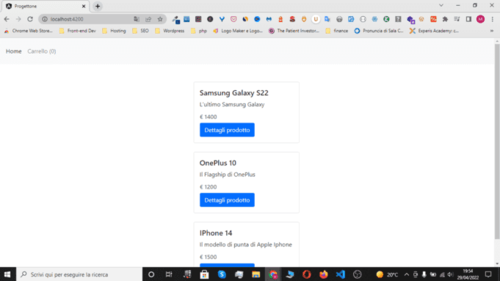 Progettone
localhost:4200
Chrome Web Store...
Front-end Dev
Hosting
SEO
Wordpress
php
Logo Maker e Logo...
The Patient Investor...
finance
Pronuncia di Sala C...
Experis Academy c...
Home Carrello (0)
Samsung Galaxy S22
L'ultimo Samsung Galaxy
€ 1400
Dettagli prodotto
OnePlus 10
il Flagship di OnePlus
€ 1200
Dettagli prodotto
IPhone 14
Il modello di punta di Apple Iphone
€ 1500
Scrivi qui per eseguire la ricerca
20°C
19:54
29/04/2022